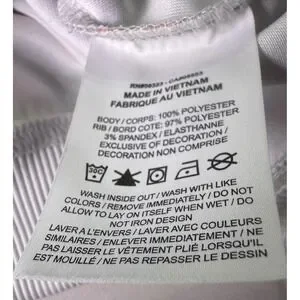 MADE IN VIETNAM
FABRIQUE AU VIETNAM
BODY / CORPS: 100% POLYESTER
RIB / BORD COTE: 97% POLYESTER
3% SPANDEX / ELASTHANNE
EXCLUSIVE OF DECORATION /
DECORATION NON COMPRISE
WASH INSIDE OUT / WASH WITH LIKE
COLORS / REMOVE IMMEDIATELY / DO NOT
ALLOW TO LAY ON ITSELF WHEN WET / DO
NOT IRON DESIGN
LAVER A L'ENVERS / LAVER AVEC COULEURS
SIMILAIRES / ENLEVER IMMEDIATEMENT / NE
PAS LAISSER LE VÊTEMENT PLIÉ LORSQU'IL
EST MOUILLÉ / NE PAS REPASSER LE DESSIN